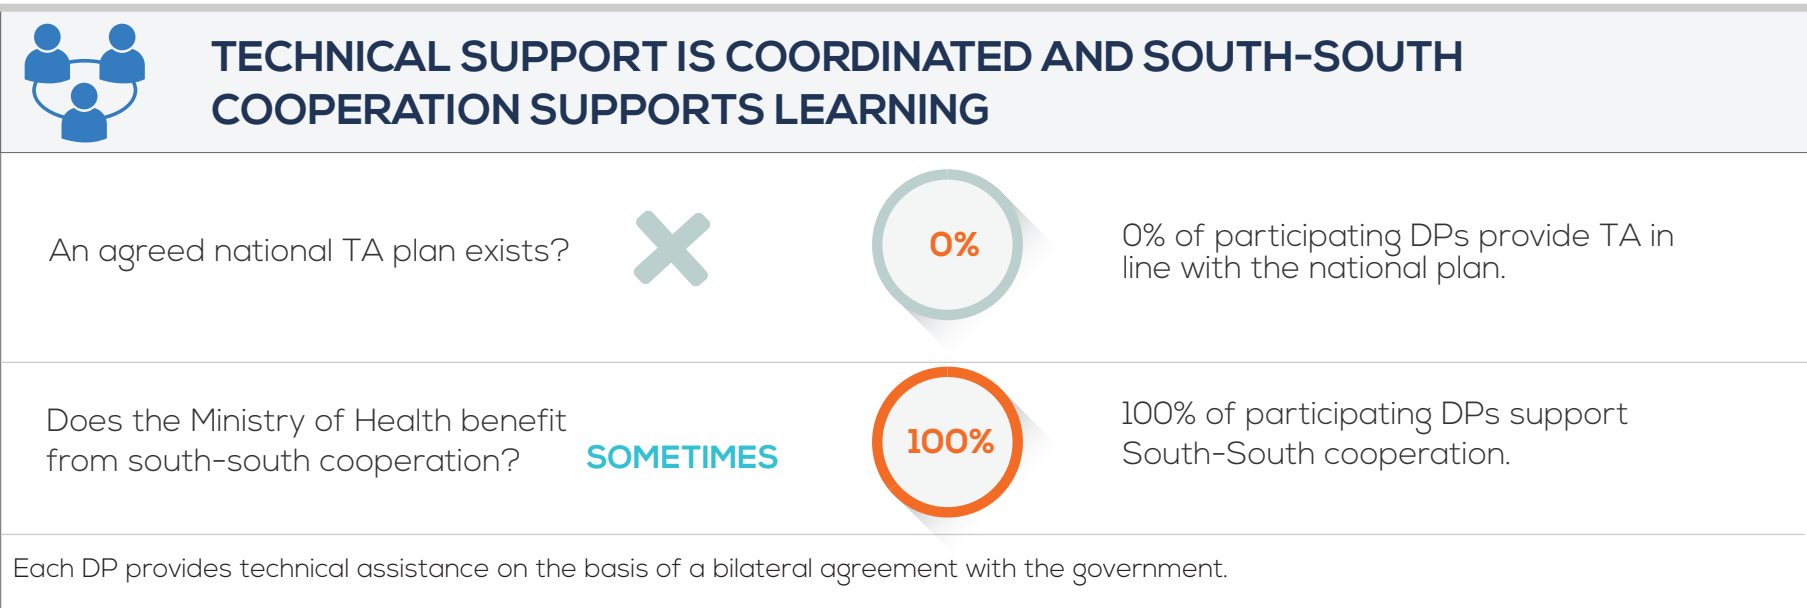 TECHNICAL SUPPORT IS COORDINATED AND SOUTH-SOUTH
COOPERATION SUPPORTS LEARNING
An agreed national TA plan exists?
0%
0% of participating DPs provide TA in
line with the national plan.
Does the Ministry of Health benefit
from south-south cooperation?
SOMETIMES
100%
100% of participating DPs support
South-South cooperation.
Each DP provides technical assistance on the basis of a bilateral agreement with the government.